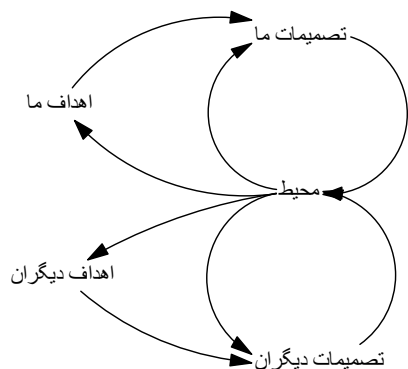 تصمیمات ما
اهداف ما
محیط
اهداف دیگران
تصمیمات دیگران